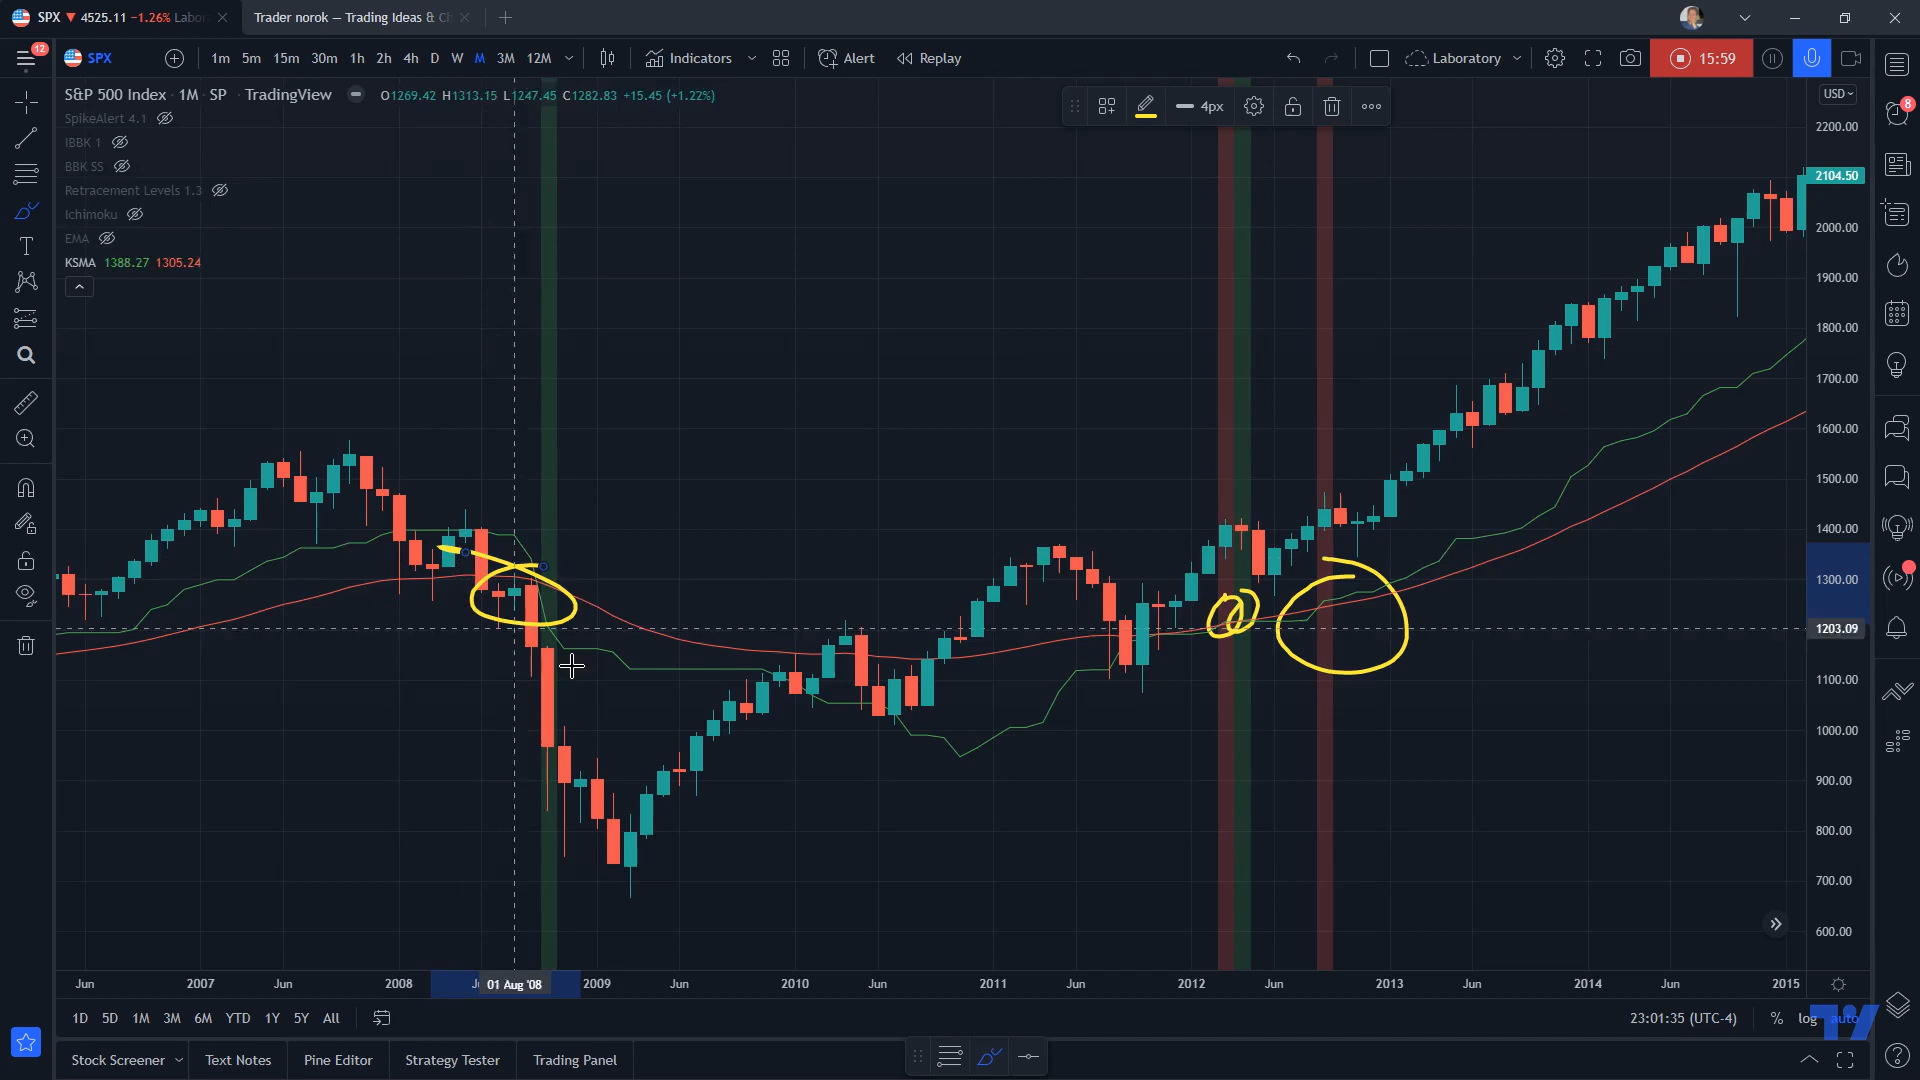 SPX ▼ 4525.11 −1.26% Labor
Trader norok — Trading Ideas & C
12
SPX
1m 5m 15m 30m 1h 2h 4h D W M 3M 12M
Indicators
Alert
Replay
Laboratory
15:59
S&P 500 Index · 1M · SP · TradingView
O1269.42 H1313.15 L1247.45 C1282.83 +15.45 (+1.22%)
4px
USD
SpikeAlert 4.1
IBBK 1
BBK SS
Retracement Levels 1.3
Ichimoku
EMA
KSMA 1388.27 1305.24
8
2200.00
2104.50
2000.00
1900.00
1800.00
1700.00
1600.00
1500.00
1400.00
1300.00
1203.09
1100.00
1000.00
900.00
800.00
700.00
600.00
Jun 2007 Jun 2008 01 Aug '08 2009 Jun 2010 Jun 2011 Jun 2012 Jun 2013 Jun 2014 Jun 2015
1D 5D 1M 3M 6M YTD 1Y 5Y All
23:01:35 (UTC-4) % log auto
Stock Screener Text Notes Pine Editor Strategy Tester Trading Panel